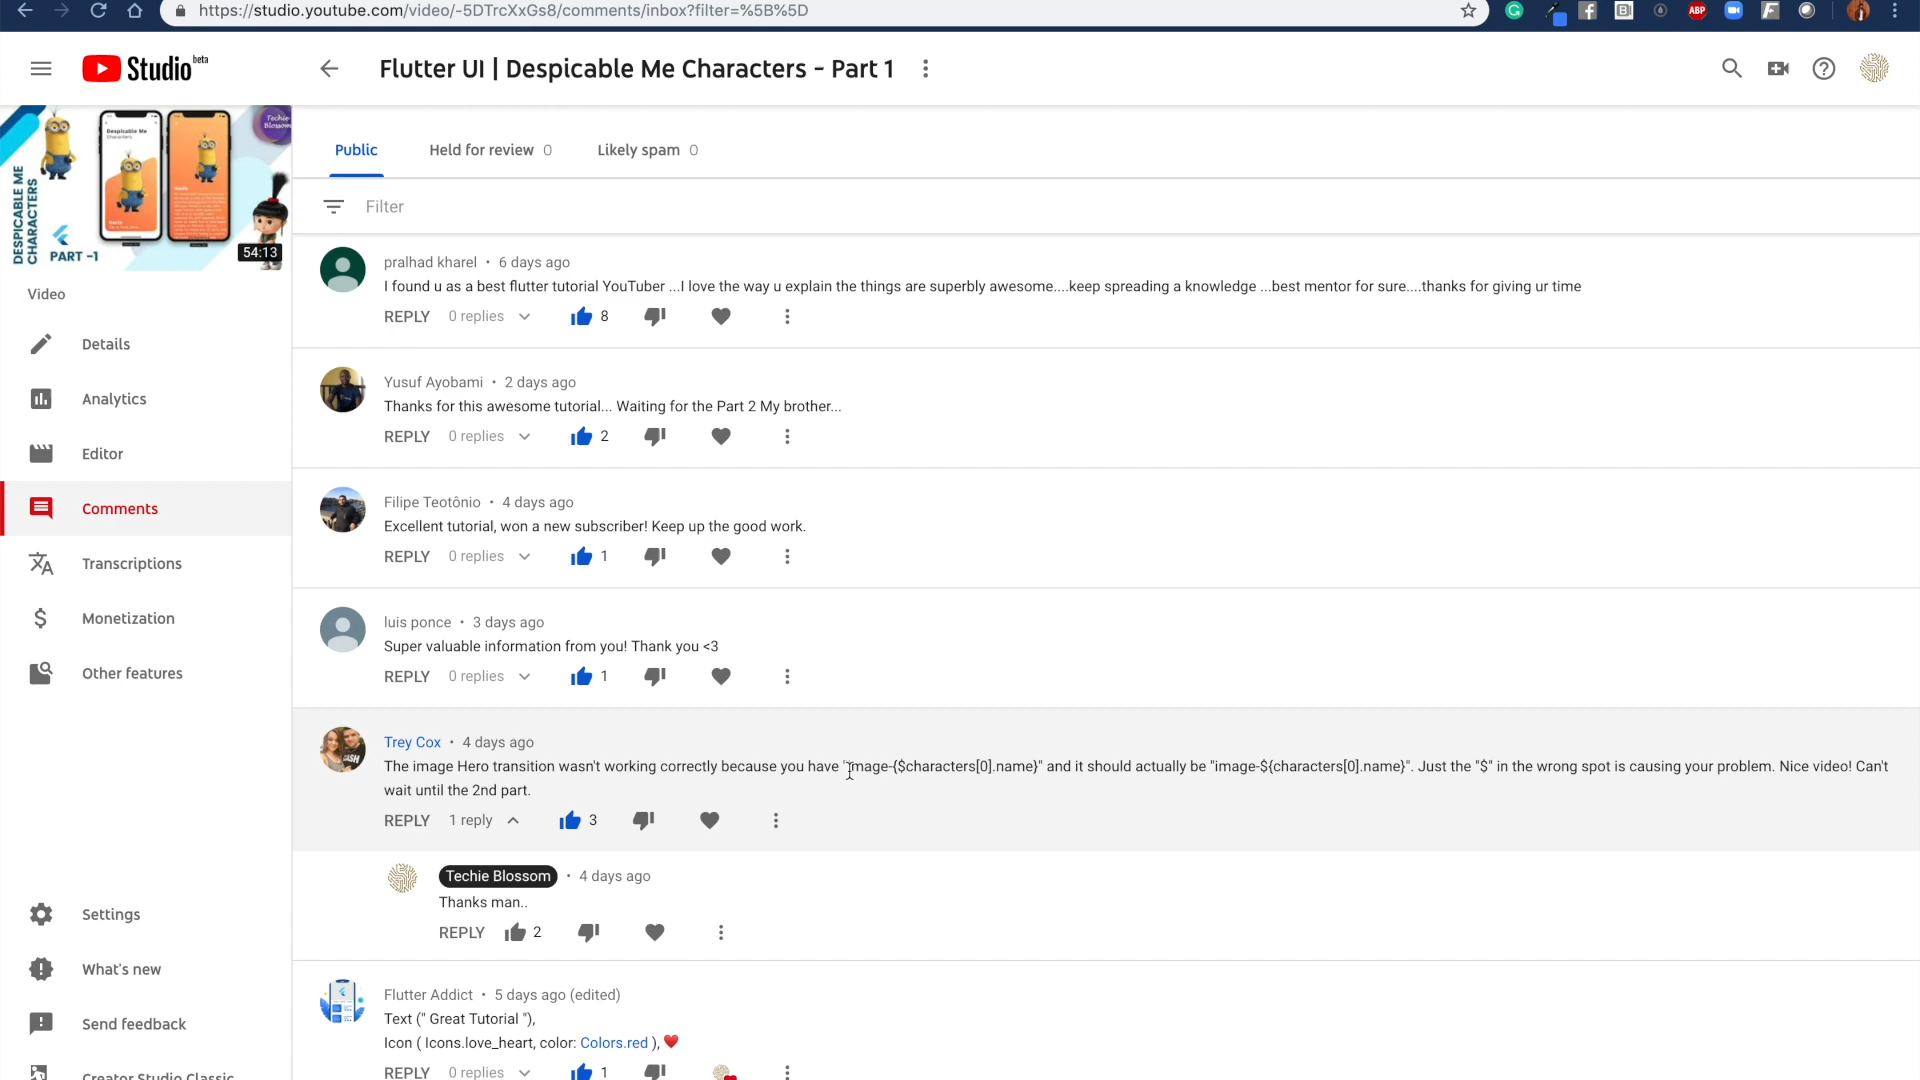 https://studio.youtube.com/video/-5DTrcXxGs8/comments/inbox?filter=%5B%5D
ABP
Studio beta
Flutter UI | Despicable Me Characters - Part 1
Techie Blossom
Despicable Me
Characters
DESPICABLE ME
CHARACTERS
PART -1
54:13
Public
Held for review 0
Likely spam 0
Filter
Video
Details
Analytics
Editor
Comments
Transcriptions
Monetization
Other features
Settings
What's new
Send feedback
Creator Studio Classic
pralhad kharel • 6 days ago
I found u as a best flutter tutorial YouTuber ...I love the way u explain the things are superbly awesome....keep spreading a knowledge ...best mentor for sure....thanks for giving ur time
REPLY 0 replies 8
Yusuf Ayobami • 2 days ago
Thanks for this awesome tutorial... Waiting for the Part 2 My brother...
REPLY 0 replies 2
Filipe Teotônio • 4 days ago
Excellent tutorial, won a new subscriber! Keep up the good work.
REPLY 0 replies 1
luis ponce • 3 days ago
Super valuable information from you! Thank you <3
REPLY 0 replies 1
Trey Cox • 4 days ago
The image Hero transition wasn't working correctly because you have "image-{$characters[0].name}" and it should actually be "image-${characters[0].name}". Just the "$" in the wrong spot is causing your problem. Nice video! Can't
wait until the 2nd part.
REPLY 1 reply 3
Techie Blossom • 4 days ago
Thanks man..
REPLY 2
Flutter Addict • 5 days ago (edited)
Text (" Great Tutorial "),
Icon ( Icons.love_heart, color: Colors.red ), ❤️
REPLY 0 replies 1